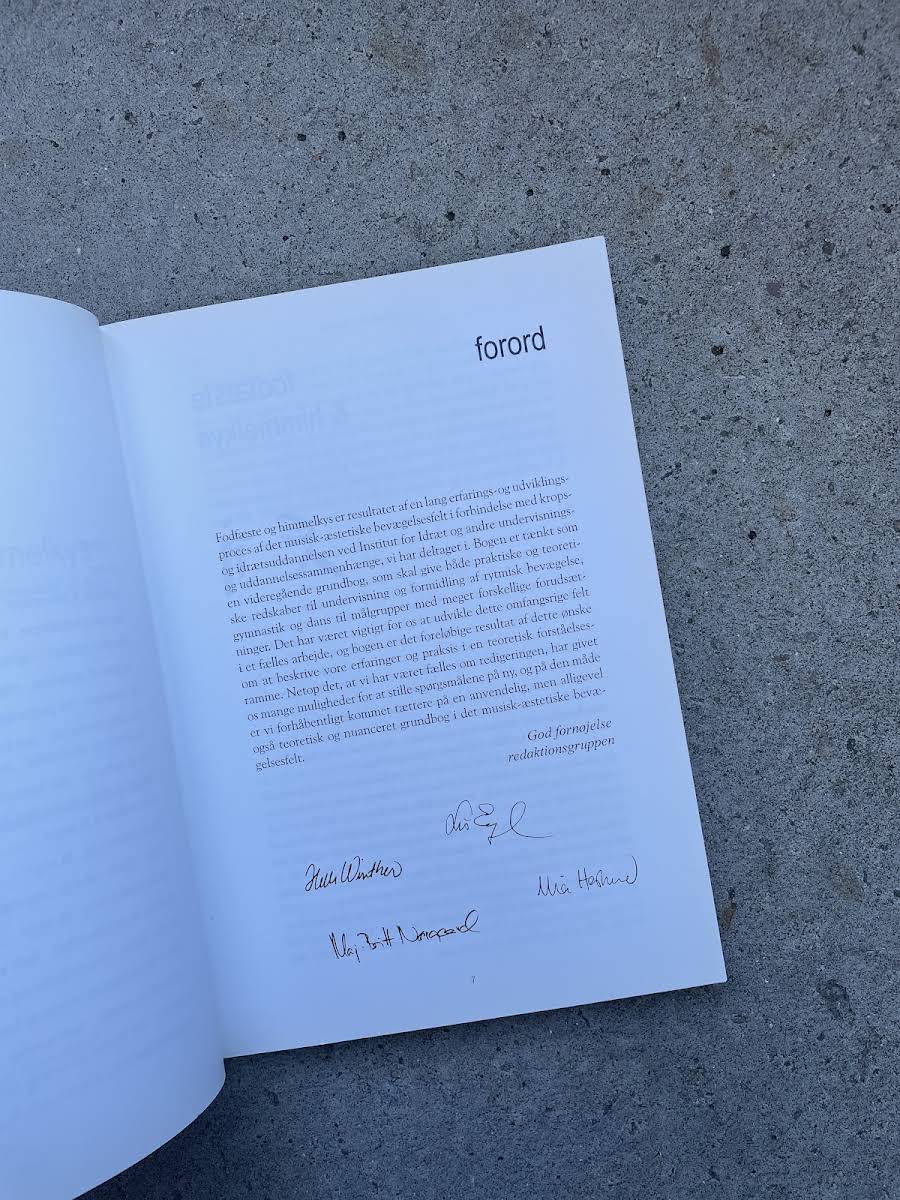 forord
Fodfæste og himmelkys er resultatet af en lang erfarings- og udviklings-
proces af det musisk-æstetiske bevægelsesfelt i forbindelse med krops-
og idrætsuddannelsen ved Institut for Idræt og andre undervisnings-
og uddannelsessammenhænge, vi har deltaget i. Bogen er tænkt som
en videregående grundbog, som skal give både praktiske og teoreti-
ske redskaber til undervisning og formidling af rytmisk bevægelse,
gymnastik og dans til målgrupper med meget forskellige forudsæt-
ninger. Det har været vigtigt for os at udvikle dette omfangsrige felt
i et fælles arbejde, og bogen er det foreløbige resultat af dette ønske
om at beskrive vore erfaringer og praksis i en teoretisk forståelses-
ramme. Netop det, at vi har været fælles om redigeringen, har givet
os mange muligheder for at stille spørgsmålene på ny, og på den måde
er vi forhåbentligt kommet tættere på en anvendelig, men alligevel
også teoretisk og nuanceret grundbog i det musisk-æstetiske bevæ-
gelsesfelt.
God fornøjelse
redaktionsgruppen
Winther
Maj-Britt
Mia
7